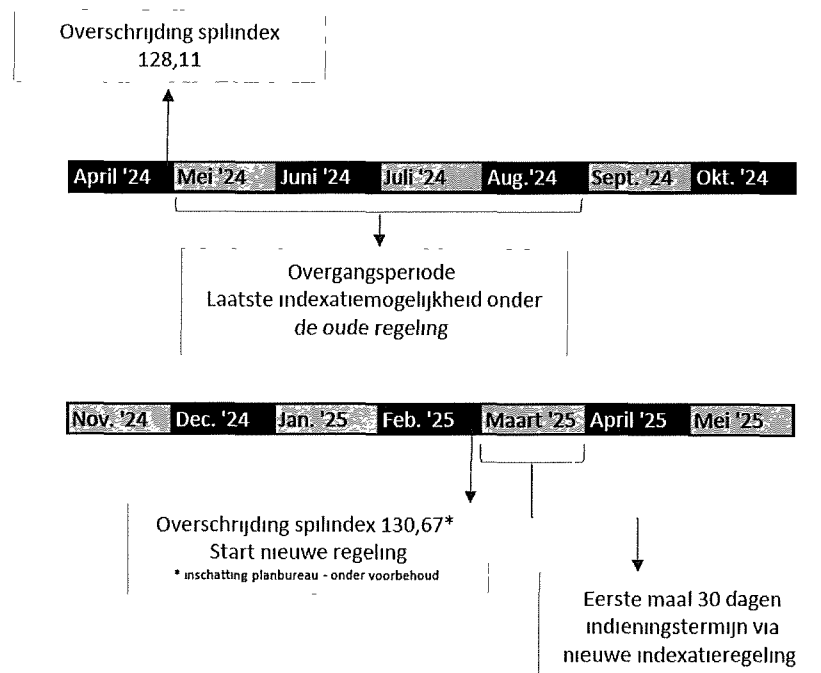 Overschrijding spilindex
128,11
April '24 Mei '24 Juni '24 Juli '24 Aug.'24 Sept. '24 Okt. '24
Overgangsperiode
Laatste indexatiemogelijkheid onder
de oude regeling
Nov. '24 Dec. '24 Jan. '25 Feb. '25 Maart '25 April '25 Mei '25
Overschrijding spilindex 130,67*
Start nieuwe regeling
* inschatting planbureau - onder voorbehoud
Eerste maal 30 dagen
indieningstermijn via
nieuwe indexatieregeling